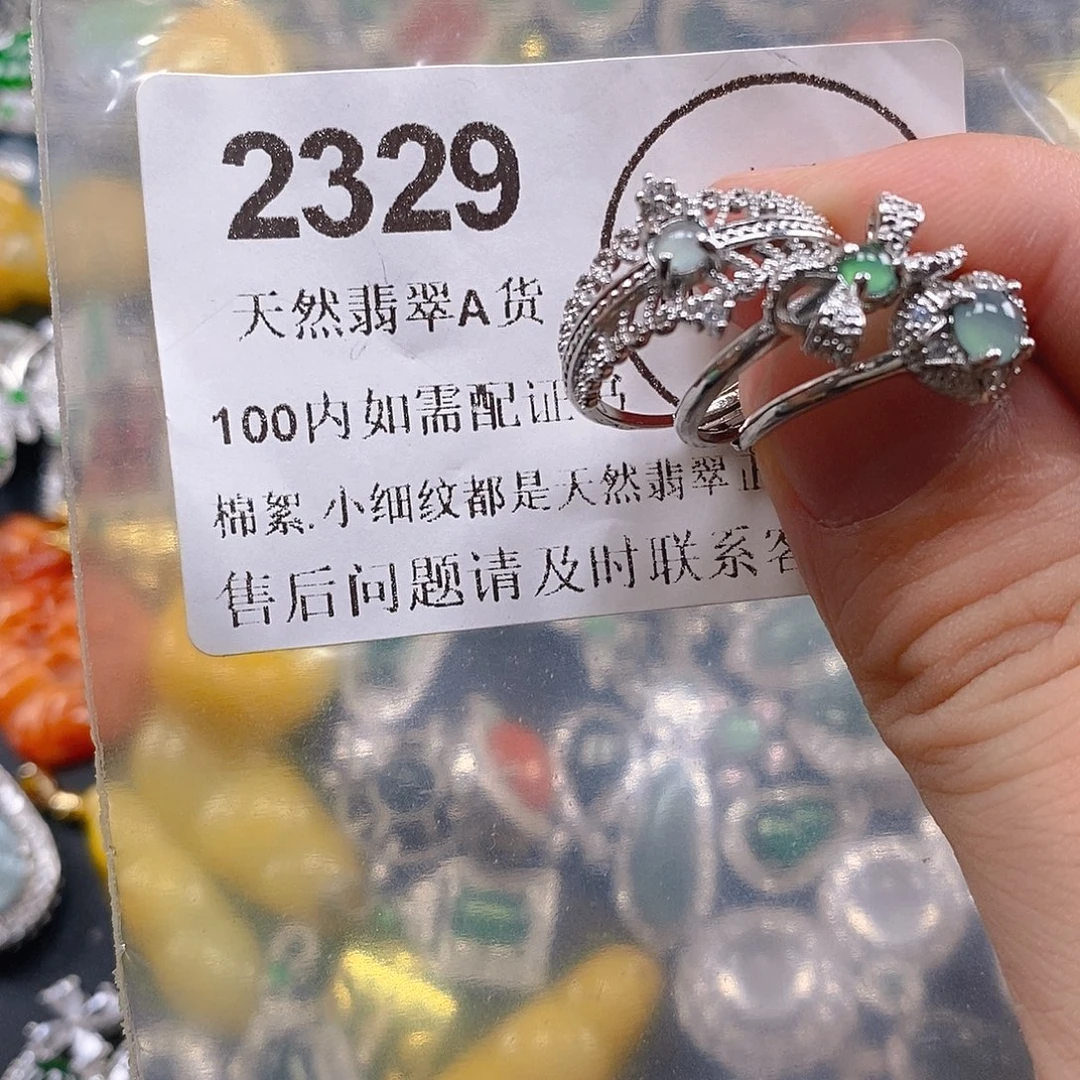 2329
天然翡翠A货
100内如需配证
棉絮.小细纹都是天然翡翠正
售后问题请及时联系客